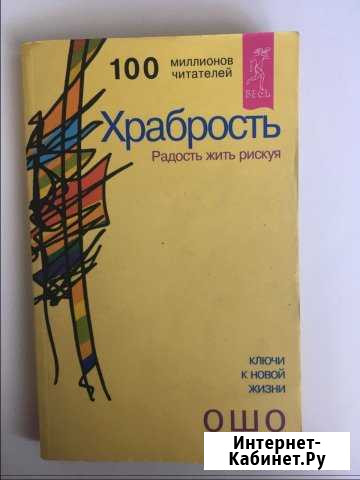 100 миллионов
читателей
ВЕСЬ
Храбрость
Радость жить рискуя
ключи
к новой
жизни
ОШО
Интернет-
Кабинет.Ру